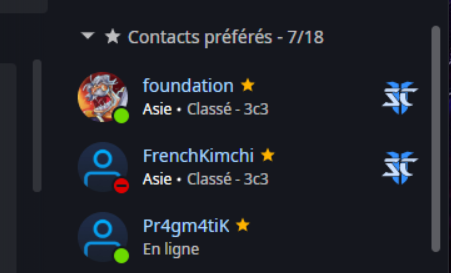 Contacts préférés - 7/18
foundation
Asie • Classé - 3c3
FrenchKimchi
Asie • Classé - 3c3
Pr4gm4tiK
En ligne